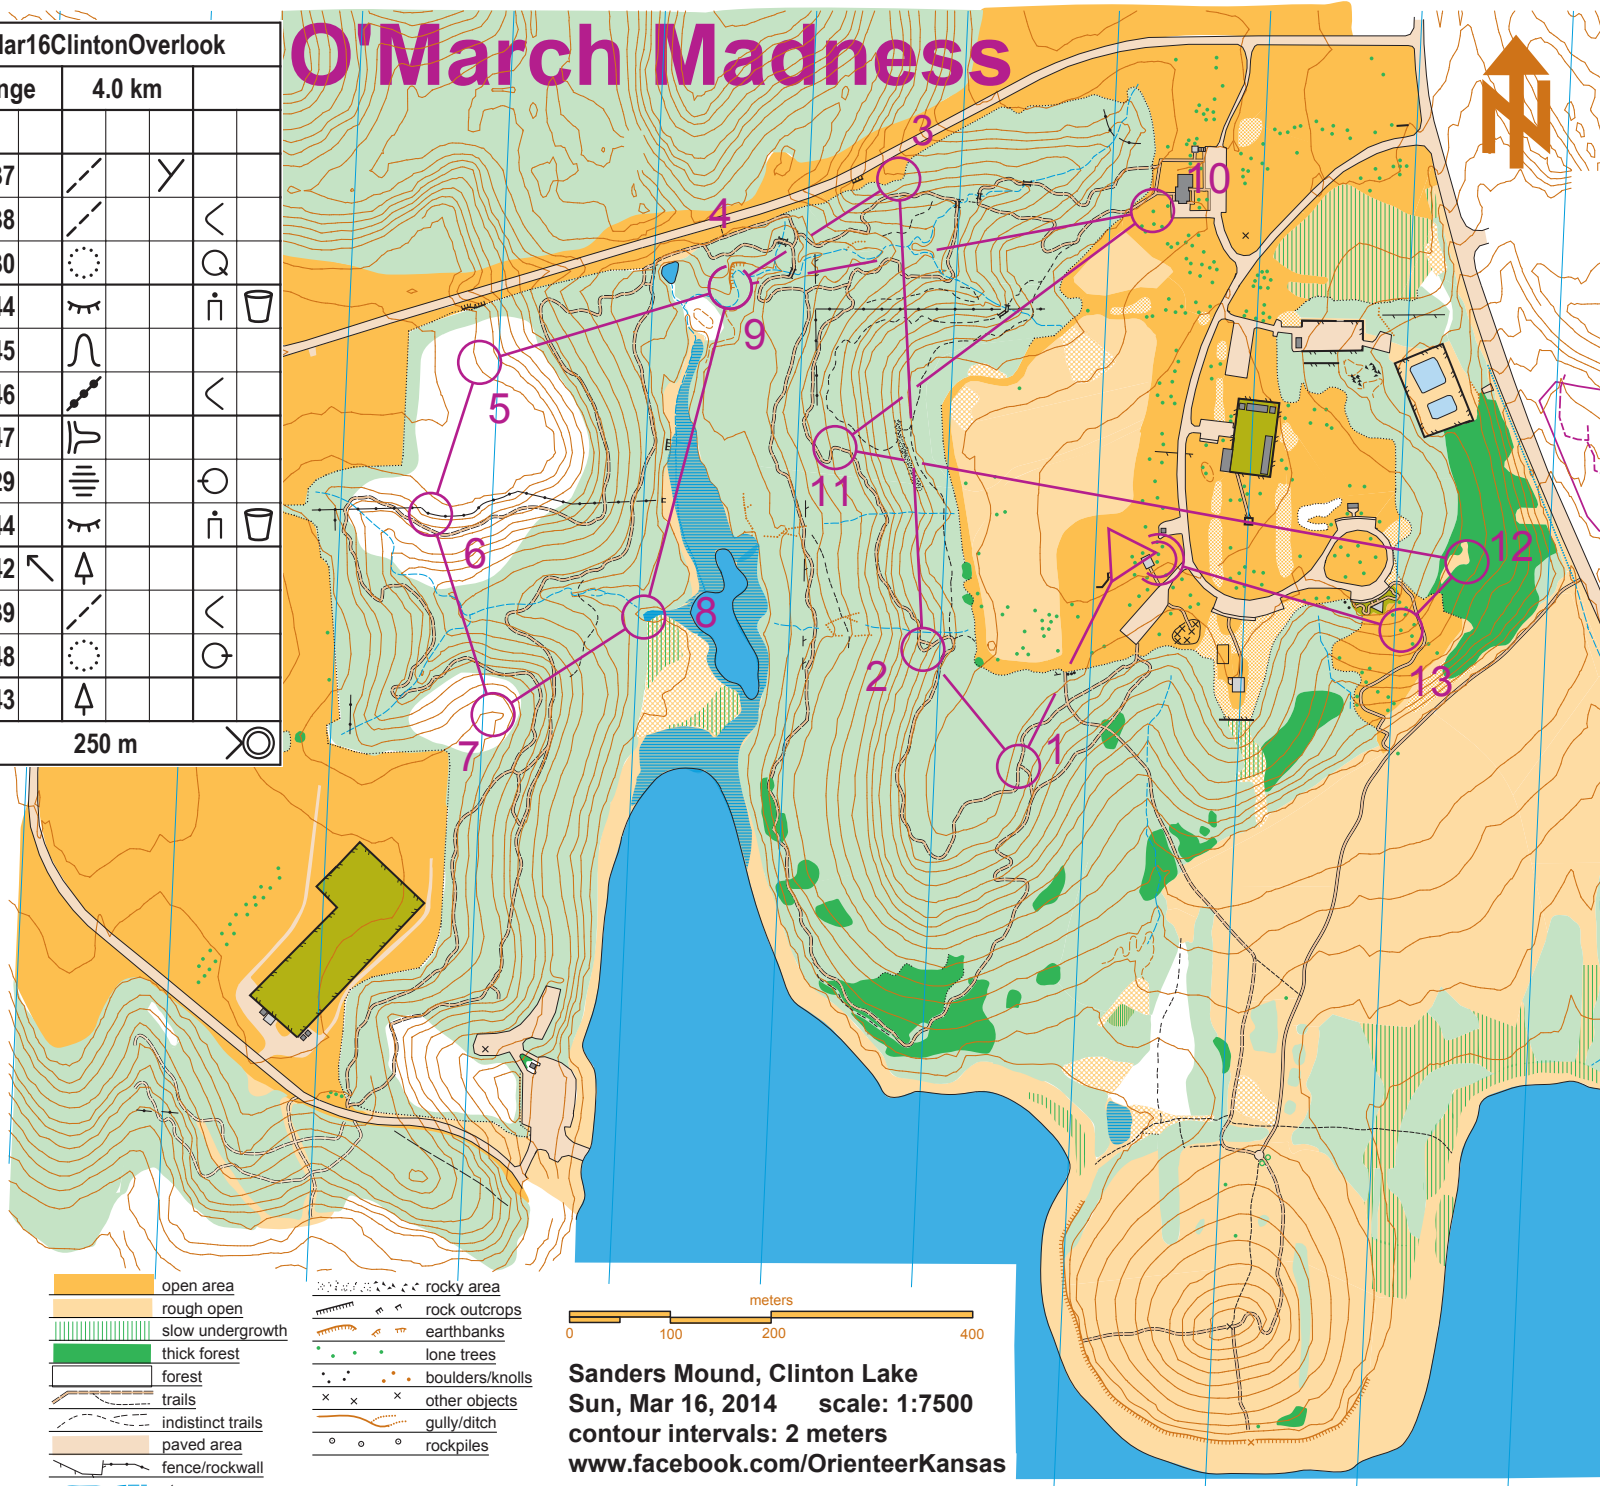 O'March Madness
Mar16ClintonOverlook
4.0 km
250 m
3
10
4
9
5
11
6
12
8
2
13
1
7
open area
rough open
slow undergrowth
thick forest
forest
trails
indistinct trails
paved area
fence/rockwall
rocky area
rock outcrops
earthbanks
lone trees
boulders/knolls
other objects
gully/ditch
rockpiles
meters
0 100 200 400
Sanders Mound, Clinton Lake
Sun, Mar 16, 2014 scale: 1:7500
contour intervals: 2 meters
www.facebook.com/OrienteerKansas